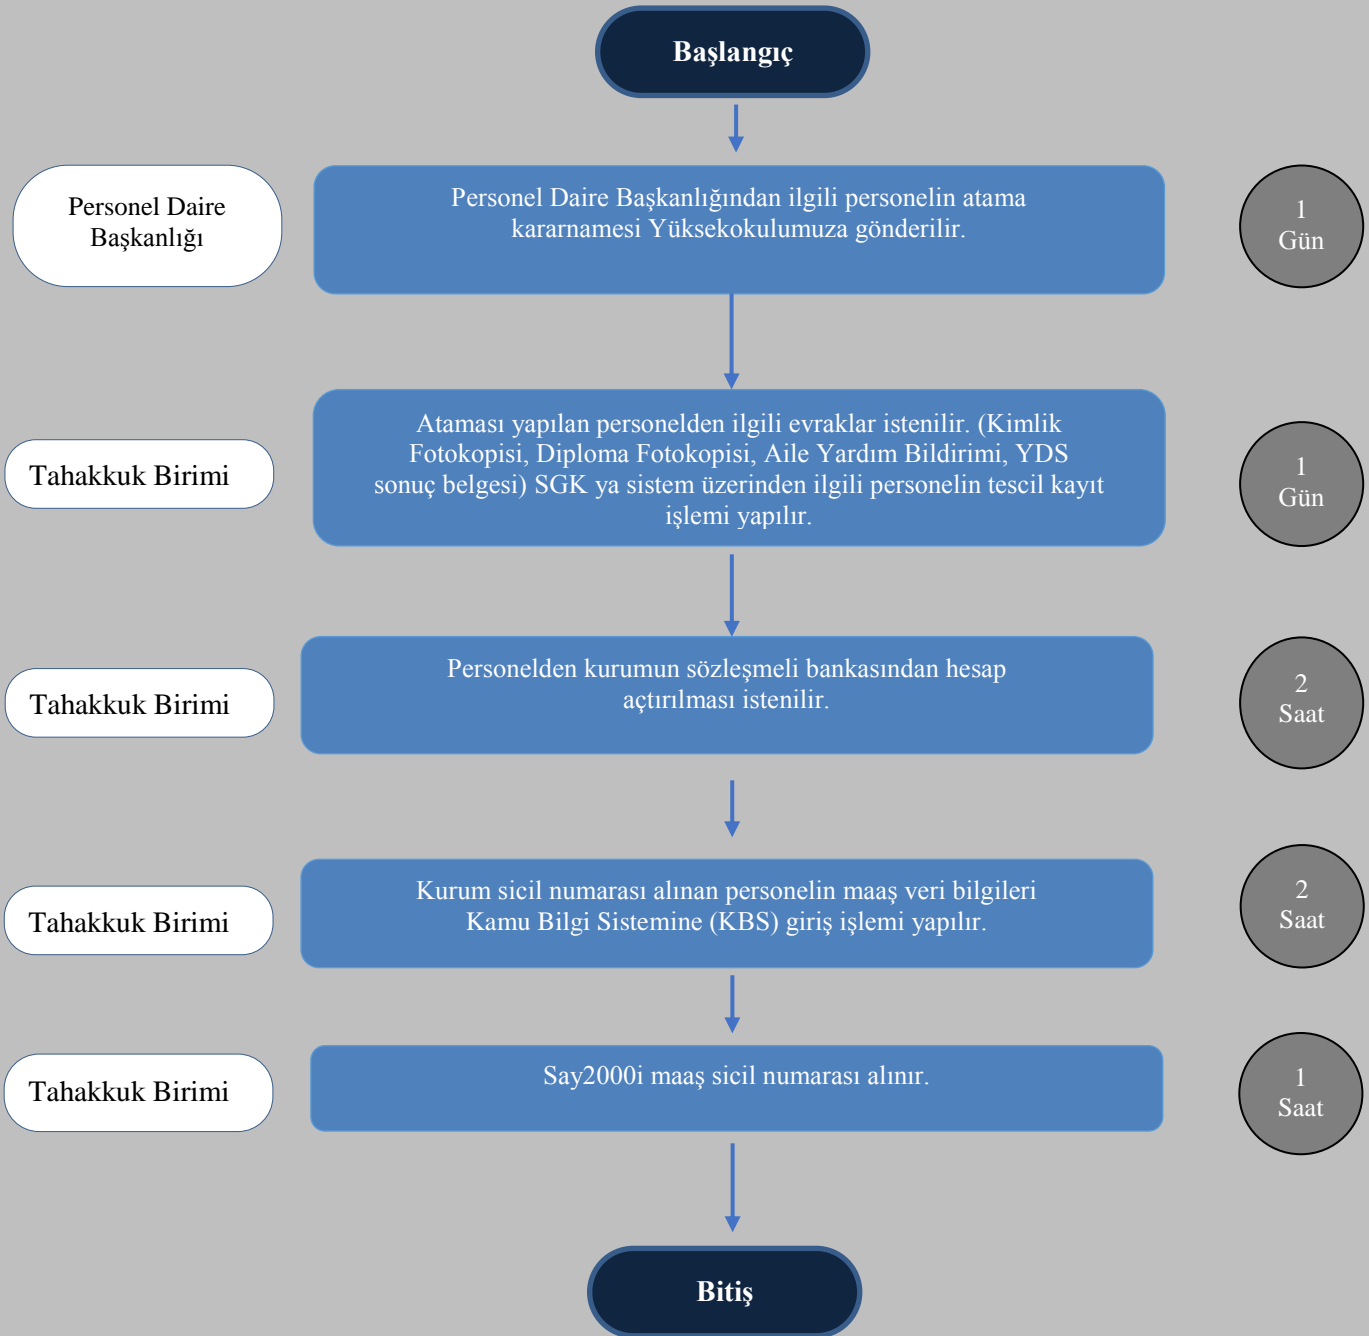 Başlangıç
Personel Daire
Başkanlığı
Personel Daire Başkanlığından ilgili personelin atama
kararnamesi Yüksekokulumuza gönderilir.
1
Gün
Tahakkuk Birimi
Ataması yapılan personelden ilgili evraklar istenilir. (Kimlik
Fotokopisi, Diploma Fotokopisi, Aile Yardım Bildirimi, YDS
sonuç belgesi) SGK ya sistem üzerinden ilgili personelin tescil kayıt
işlemi yapılır.
1
Gün
Tahakkuk Birimi
Personelden kurumun sözleşmeli bankasından hesap
açtırılması istenilir.
2
Saat
Tahakkuk Birimi
Kurum sicil numarası alınan personelin maaş veri bilgileri
Kamu Bilgi Sistemine (KBS) giriş işlemi yapılır.
2
Saat
Tahakkuk Birimi
Say2000i maaş sicil numarası alınır.
1
Saat
Bitiş